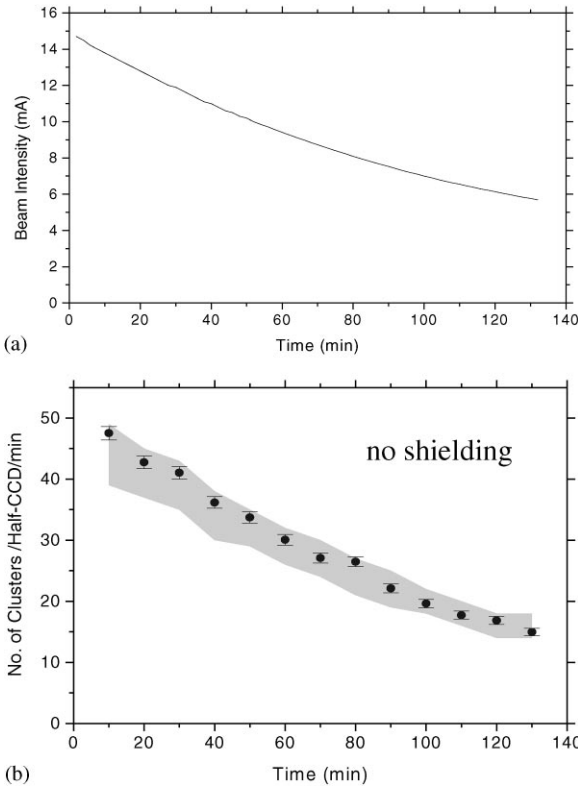 16
14
12
10
8
6
4
2
0
Beam Intensity (mA)
0 20 40 60 80 100 120 140
Time (min)
(a)
50
40
30
20
10
0
No. of Clusters /Half-CCD/min
no shielding
0 20 40 60 80 100 120 140
Time (min)
(b)